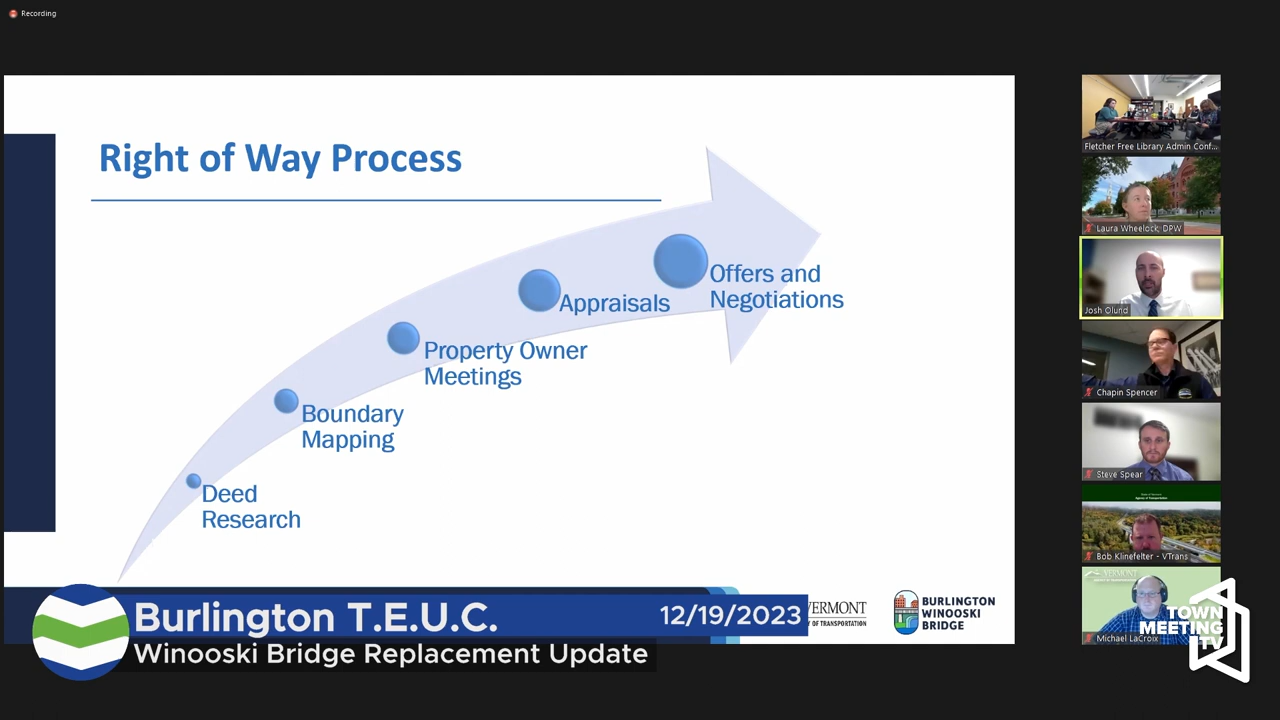 Recording
Right of Way Process
Offers and
Negotiations
Appraisals
Property Owner
Meetings
Boundary
Mapping
Deed
Research
Burlington T.E.U.C.
12/19/2023
Winooski Bridge Replacement Update
VERMONT
OF TRANSPORTATION
BURLINGTON
WINOOSKI
BRIDGE
Fletcher Free Library Admin Conf...
Laura Wheelock, DPW
Josh Olund
Chapin Spencer
Steve Spear
Bob Klinefelter - VTrans
VERMONT
Michael LaCroix
TOWN
MEETING
TV